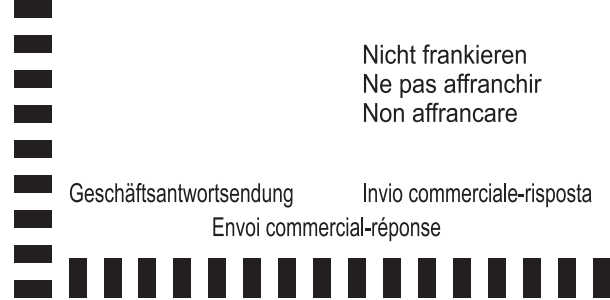 Nicht frankieren
Ne pas affranchir
Non affrancare
Geschäftsantwortsendung Invio commerciale-risposta
Envoi commercial-réponse